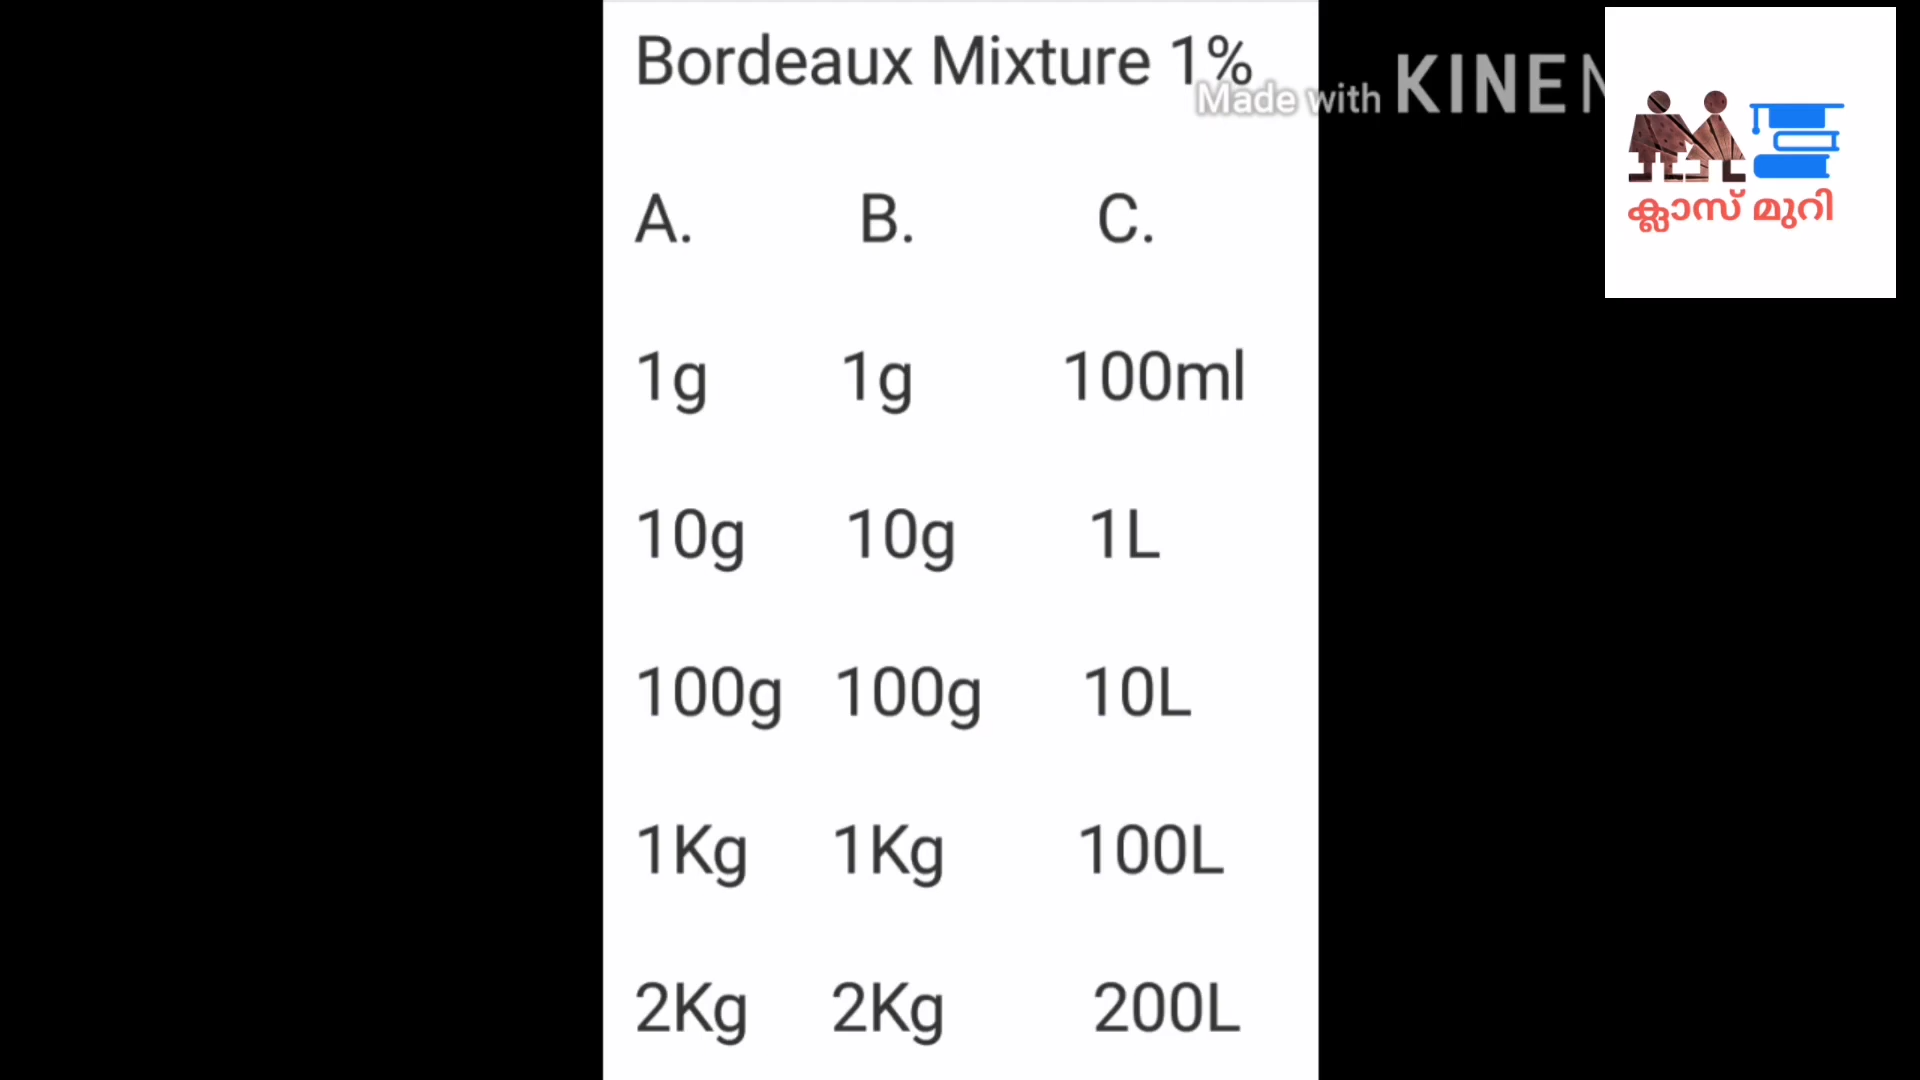 Bordeaux Mixture 1%
Made with KINEM
ക്ലാസ് മുറി
A. B. C.
1g 1g 100ml
10g 10g 1L
100g 100g 10L
1Kg 1Kg 100L
2Kg 2Kg 200L